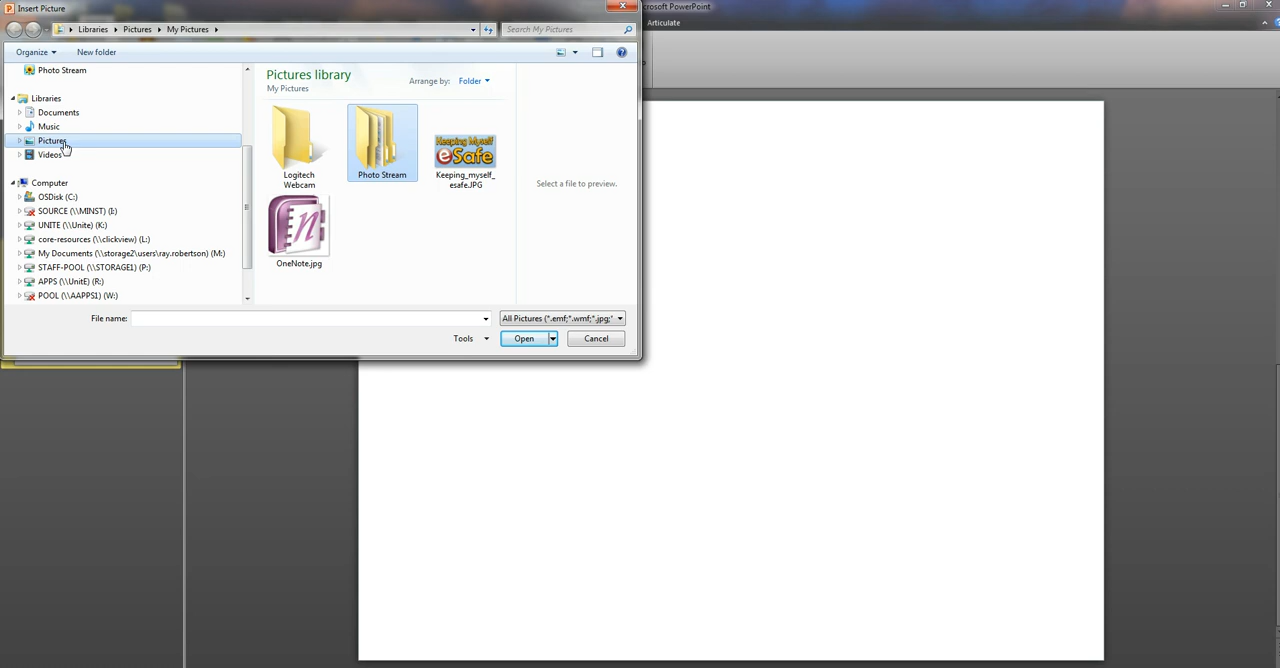 Insert Picture
crosoft PowerPoint
Libraries Pictures My Pictures
Search My Pictures
Articulate
Organize New folder
Photo Stream
Libraries
Documents
Music
Pictures
Videos
Computer
OSDisk (C:)
SOURCE (\\MINST) (I:)
UNITE (\\Unite) (K:)
core-resources (\\clickview) (L:)
My Documents (\\storage2\users\ray.robertson) (M:)
STAFF-POOL (\\STORAGE1) (P:)
APPS (\\UnitE) (R:)
POOL (\\AAPPS1) (W:)
Pictures library
My Pictures
Arrange by: Folder
Logitech
Webcam
Photo Stream
Keeping Myself
eSafe
Keeping_myself_
esafe.JPG
n
OneNote.jpg
Select a file to preview.
File name:
All Pictures (*.emf;*.wmf;*.jpg;*
Tools Open Cancel